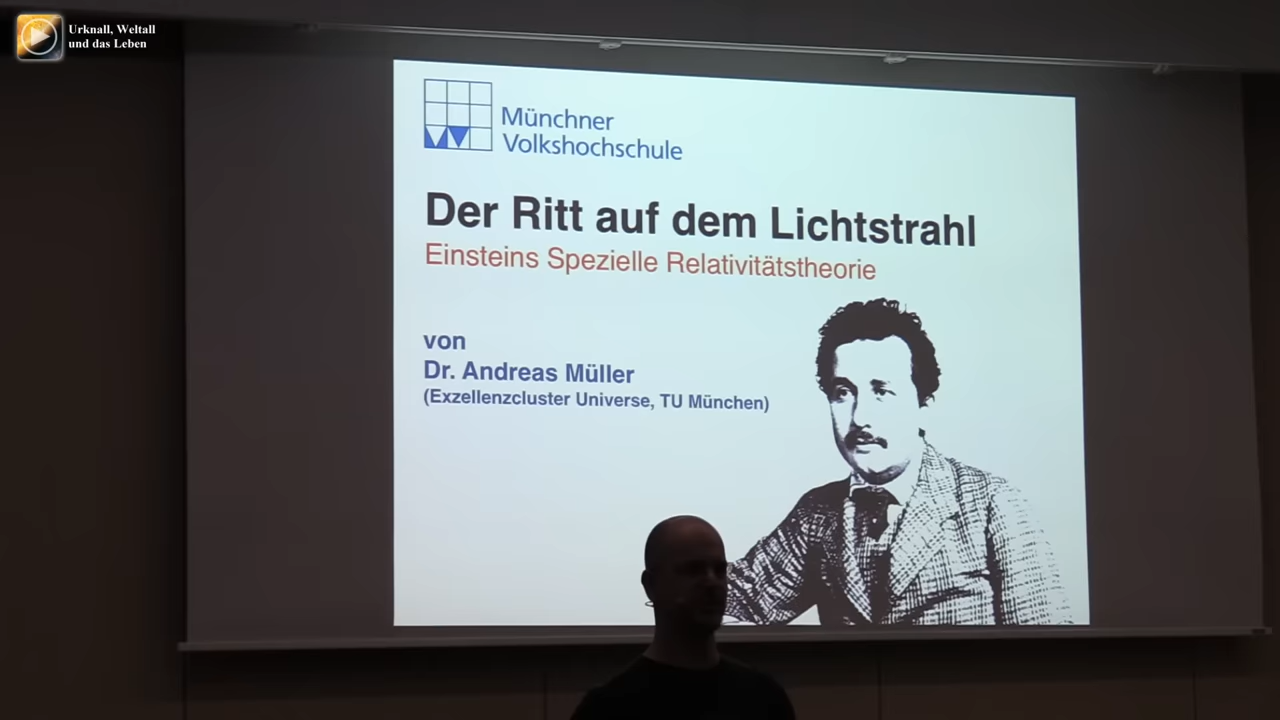 Urknall, Weltall
und das Leben
Münchner
Volkshochschule
Der Ritt auf dem Lichtstrahl
Einsteins Spezielle Relativitätstheorie
von
Dr. Andreas Müller
(Exzellenzcluster Universe, TU München)